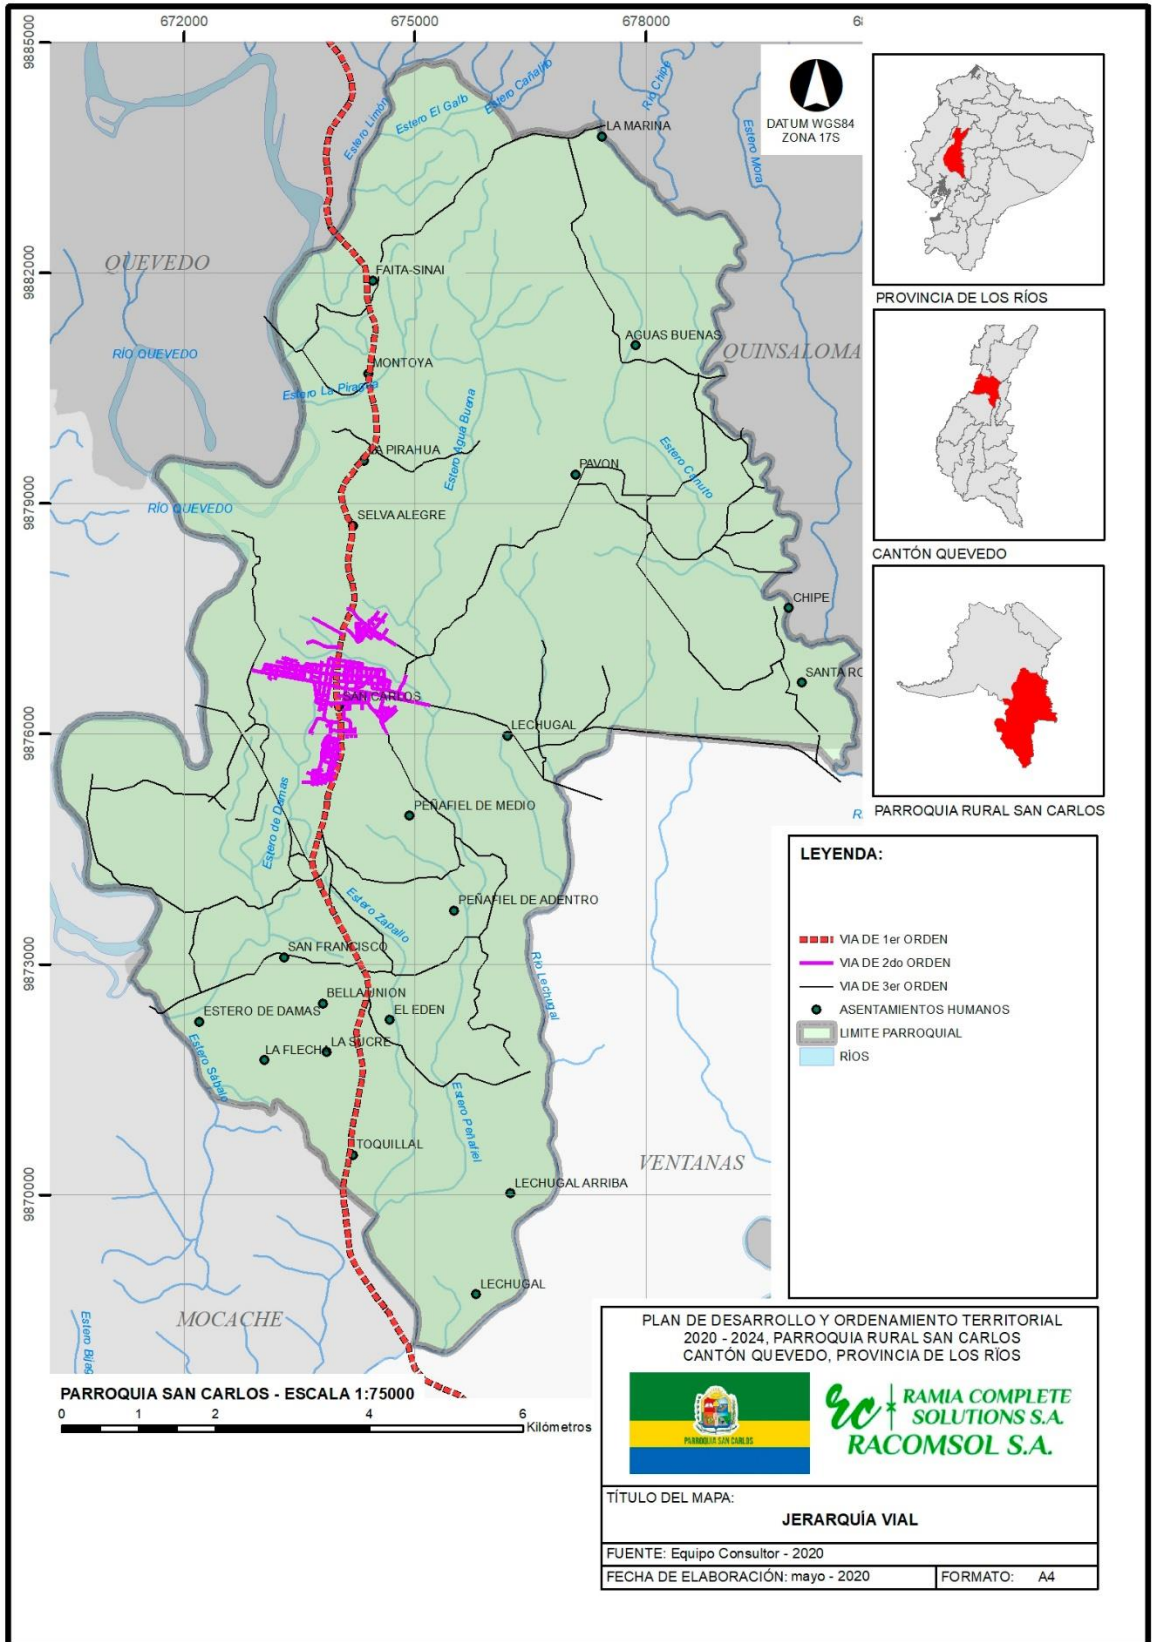 672000
675000
678000
68
9885000
9882000
9879000
9876000
9873000
9870000
DATUM WGS84
ZONA 17S
Estero Limón
Estero El Galb
Estero Cañalito
Río Chipe
Estero Mora
LA MARINA
QUEVEDO
FAITA-SINAI
AGUAS BUENAS
QUINSALOMA
RÍO QUEVEDO
MONTOYA
Estero La Piragua
Estero Agua Buena
LA PIRAHUA
Estero Canuto
PAVON
RÍO QUEVEDO
SELVA ALEGRE
CHIPE
SANTA RO
SAN CARLOS
LECHUGAL
Estero de Damas
PEÑAFIEL DE MEDIO
R
PEÑAFIEL DE ADENTRO
Estero Zapallo
SAN FRANCISCO
Río Lechugal
BELLA UNION
ESTERO DE DAMAS
EL EDEN
LA SUCRE
LA FLECHA
Estero Sábalo
Estero Peñafiel
TOQUILLAL
VENTANAS
LECHUGAL ARRIBA
LECHUGAL
MOCACHE
PARROQUIA SAN CARLOS - ESCALA 1:75000
0 1 2 4 6
Kilómetros
PROVINCIA DE LOS RÍOS
CANTÓN QUEVEDO
PARROQUIA RURAL SAN CARLOS
LEYENDA:
VIA DE 1er ORDEN
VIA DE 2do ORDEN
VIA DE 3er ORDEN
ASENTAMIENTOS HUMANOS
LIMITE PARROQUIAL
RÍOS
PLAN DE DESARROLLO Y ORDENAMIENTO TERRITORIAL
2020 - 2024, PARROQUIA RURAL SAN CARLOS
CANTÓN QUEVEDO, PROVINCIA DE LOS RÏOS
PARROQUIA SAN CARLOS
RC
RAMIA COMPLETE
SOLUTIONS S.A.
RACOMSOL S.A.
TÍTULO DEL MAPA:
JERARQUÍA VIAL
FUENTE: Equipo Consultor - 2020
FECHA DE ELABORACIÓN: mayo - 2020
FORMATO: A4